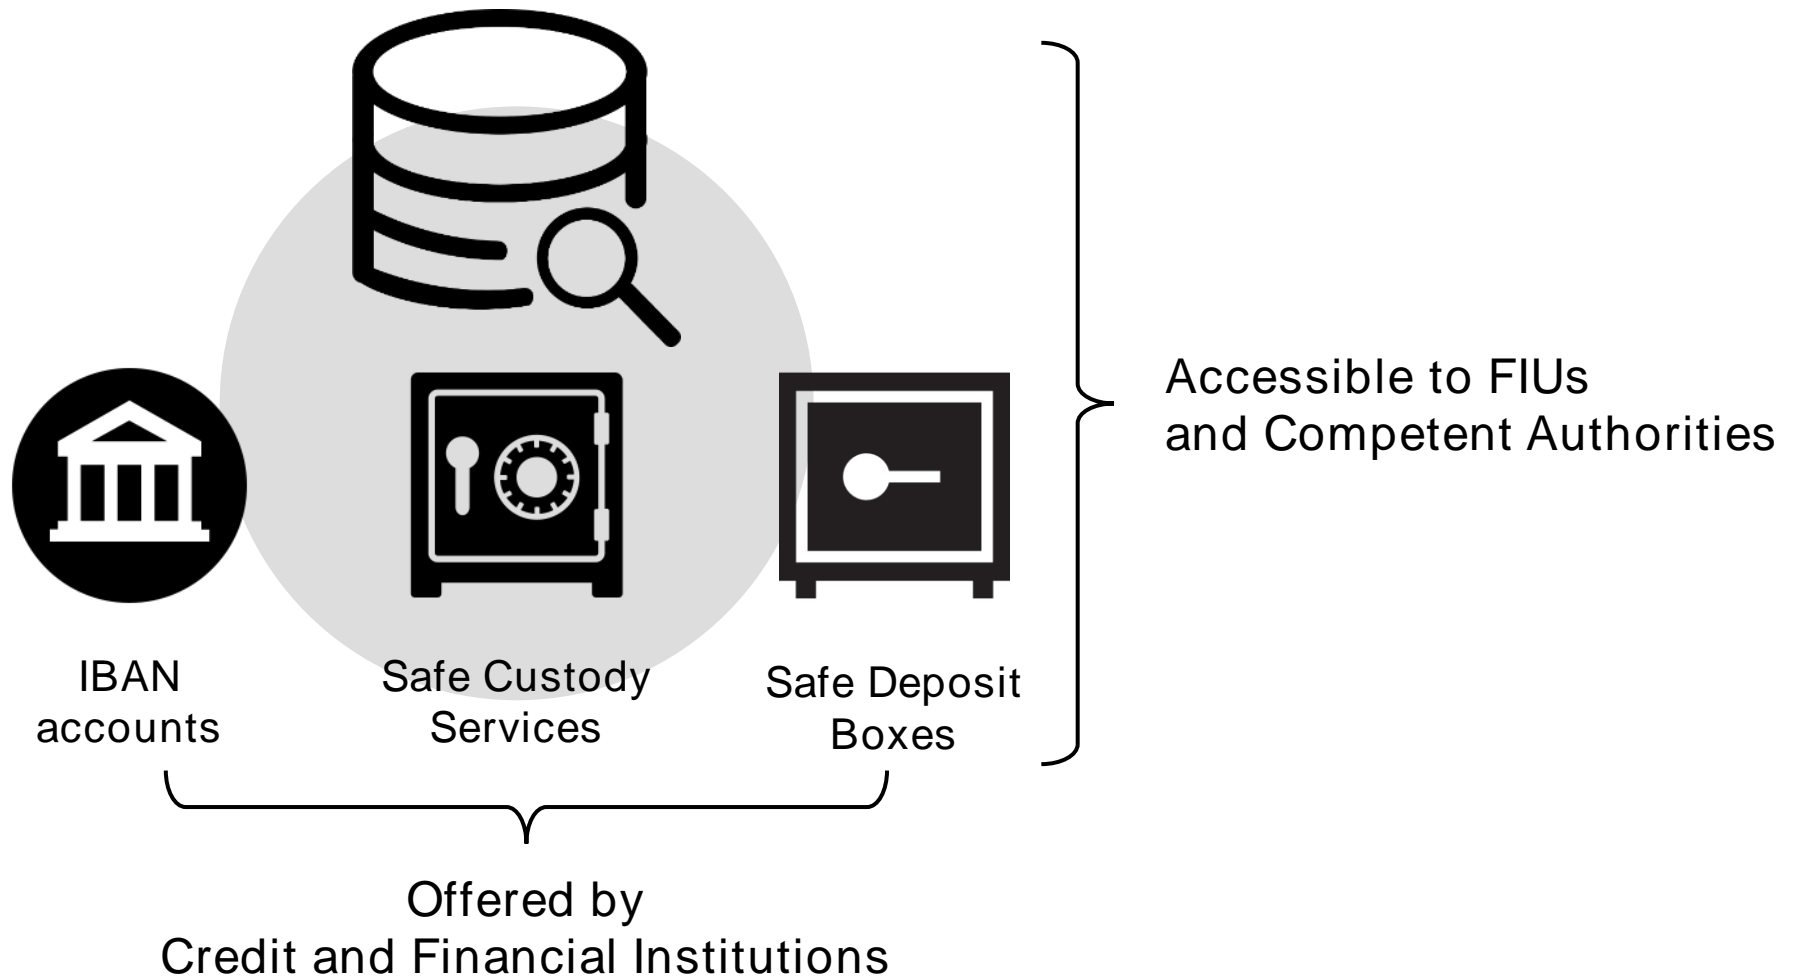 Accessible to FIUs
and Competent Authorities
IBAN
accounts
Safe Custody
Services
Safe Deposit
Boxes
Offered by
Credit and Financial Institutions